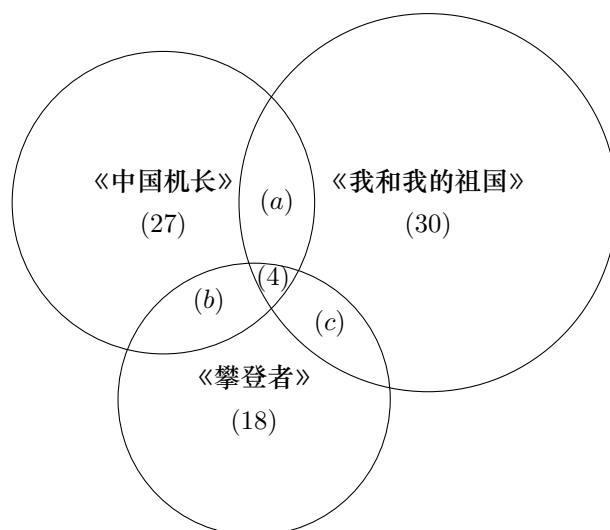 《中国机长》
(27)
(a)
《我和我的祖国》
(30)
(4)
(b)
(c)
《攀登者》
(18)